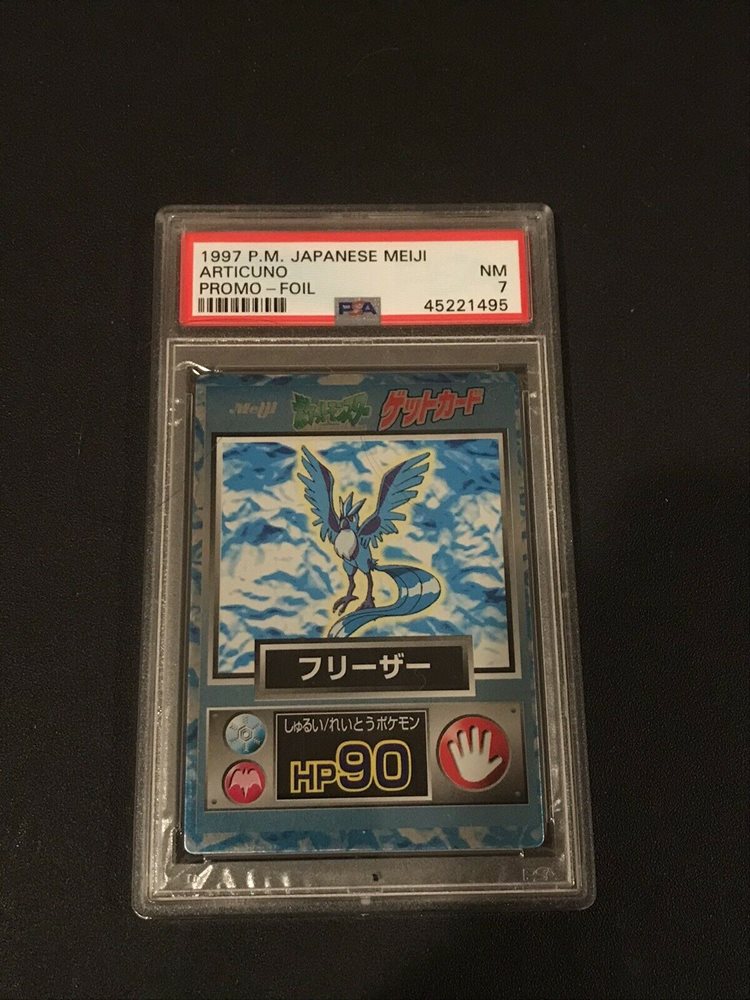 1997 P.M. JAPANESE MEIJI
ARTICUNO NM
PROMO – FOIL 7
PSA 45221495
Meiji ポケットモンスター ゲットカード
フリーザー
しゅるい/れいとうポケモン
HP90